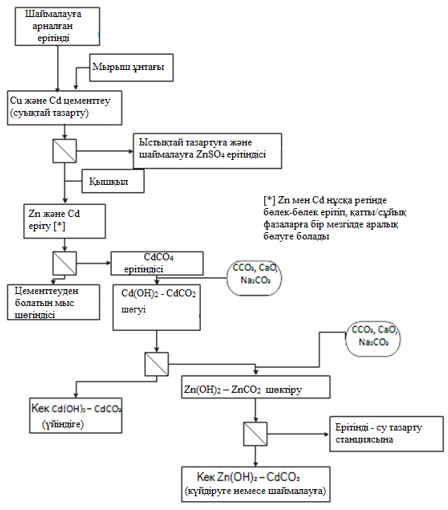 Шаймалауға
арналған
ерітінді
Мырыш ұнтағы
Cu және Cd цементтеу
(суықтай тазарту)
Ыстықтай тазартуға және
шаймалауға ZnSO4 ерітіндісі
Қышқыл
Zn және Cd
еріту [*]
[*] Zn мен Cd нұсқа ретінде
бөлек-бөлек ерітіп, қатты/сұйық
фазаларға бір мезгілде аралық
бөлуге болады
CdCO4
ерітіндісі
Цементтеуден
болатын мыс
шөгіндісі
Cd(OH)2 - CdCO2
шөгуі
CCO₂, CaO,
Na₂CO₃
CCO₂, CaO,
Na₂CO₃
Zn(OH)2 – ZnCO2 шөктіру
Кек Cd(OH)₂ – CdCO₂
(үйіндіге)
Ерітінді - су тазарту
станциясына
Кек Zn(OH)₂ – CdCO₂
(күйдіруге немесе шаймалауға)